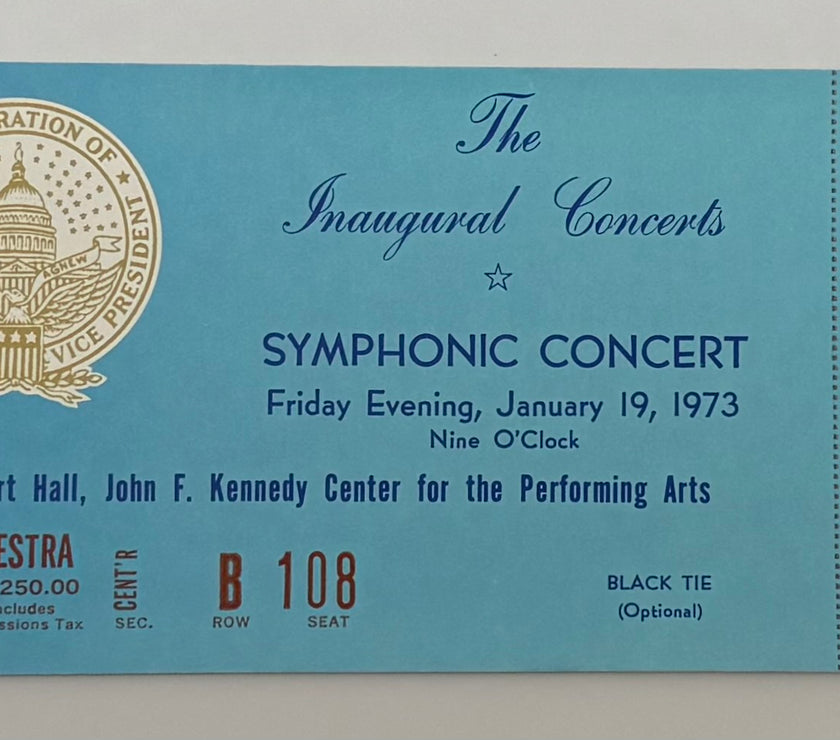 RATION OF ★
VICE PRESIDENT
AGNEW
The
Inaugural Concerts
SYMPHONIC CONCERT
Friday Evening, January 19, 1973
Nine O'Clock
rt Hall, John F. Kennedy Center for the Performing Arts
ESTRA
250.00
ncludes
ssions Tax
CENT'R
SEC.
B 108
ROW SEAT
BLACK TIE
(Optional)